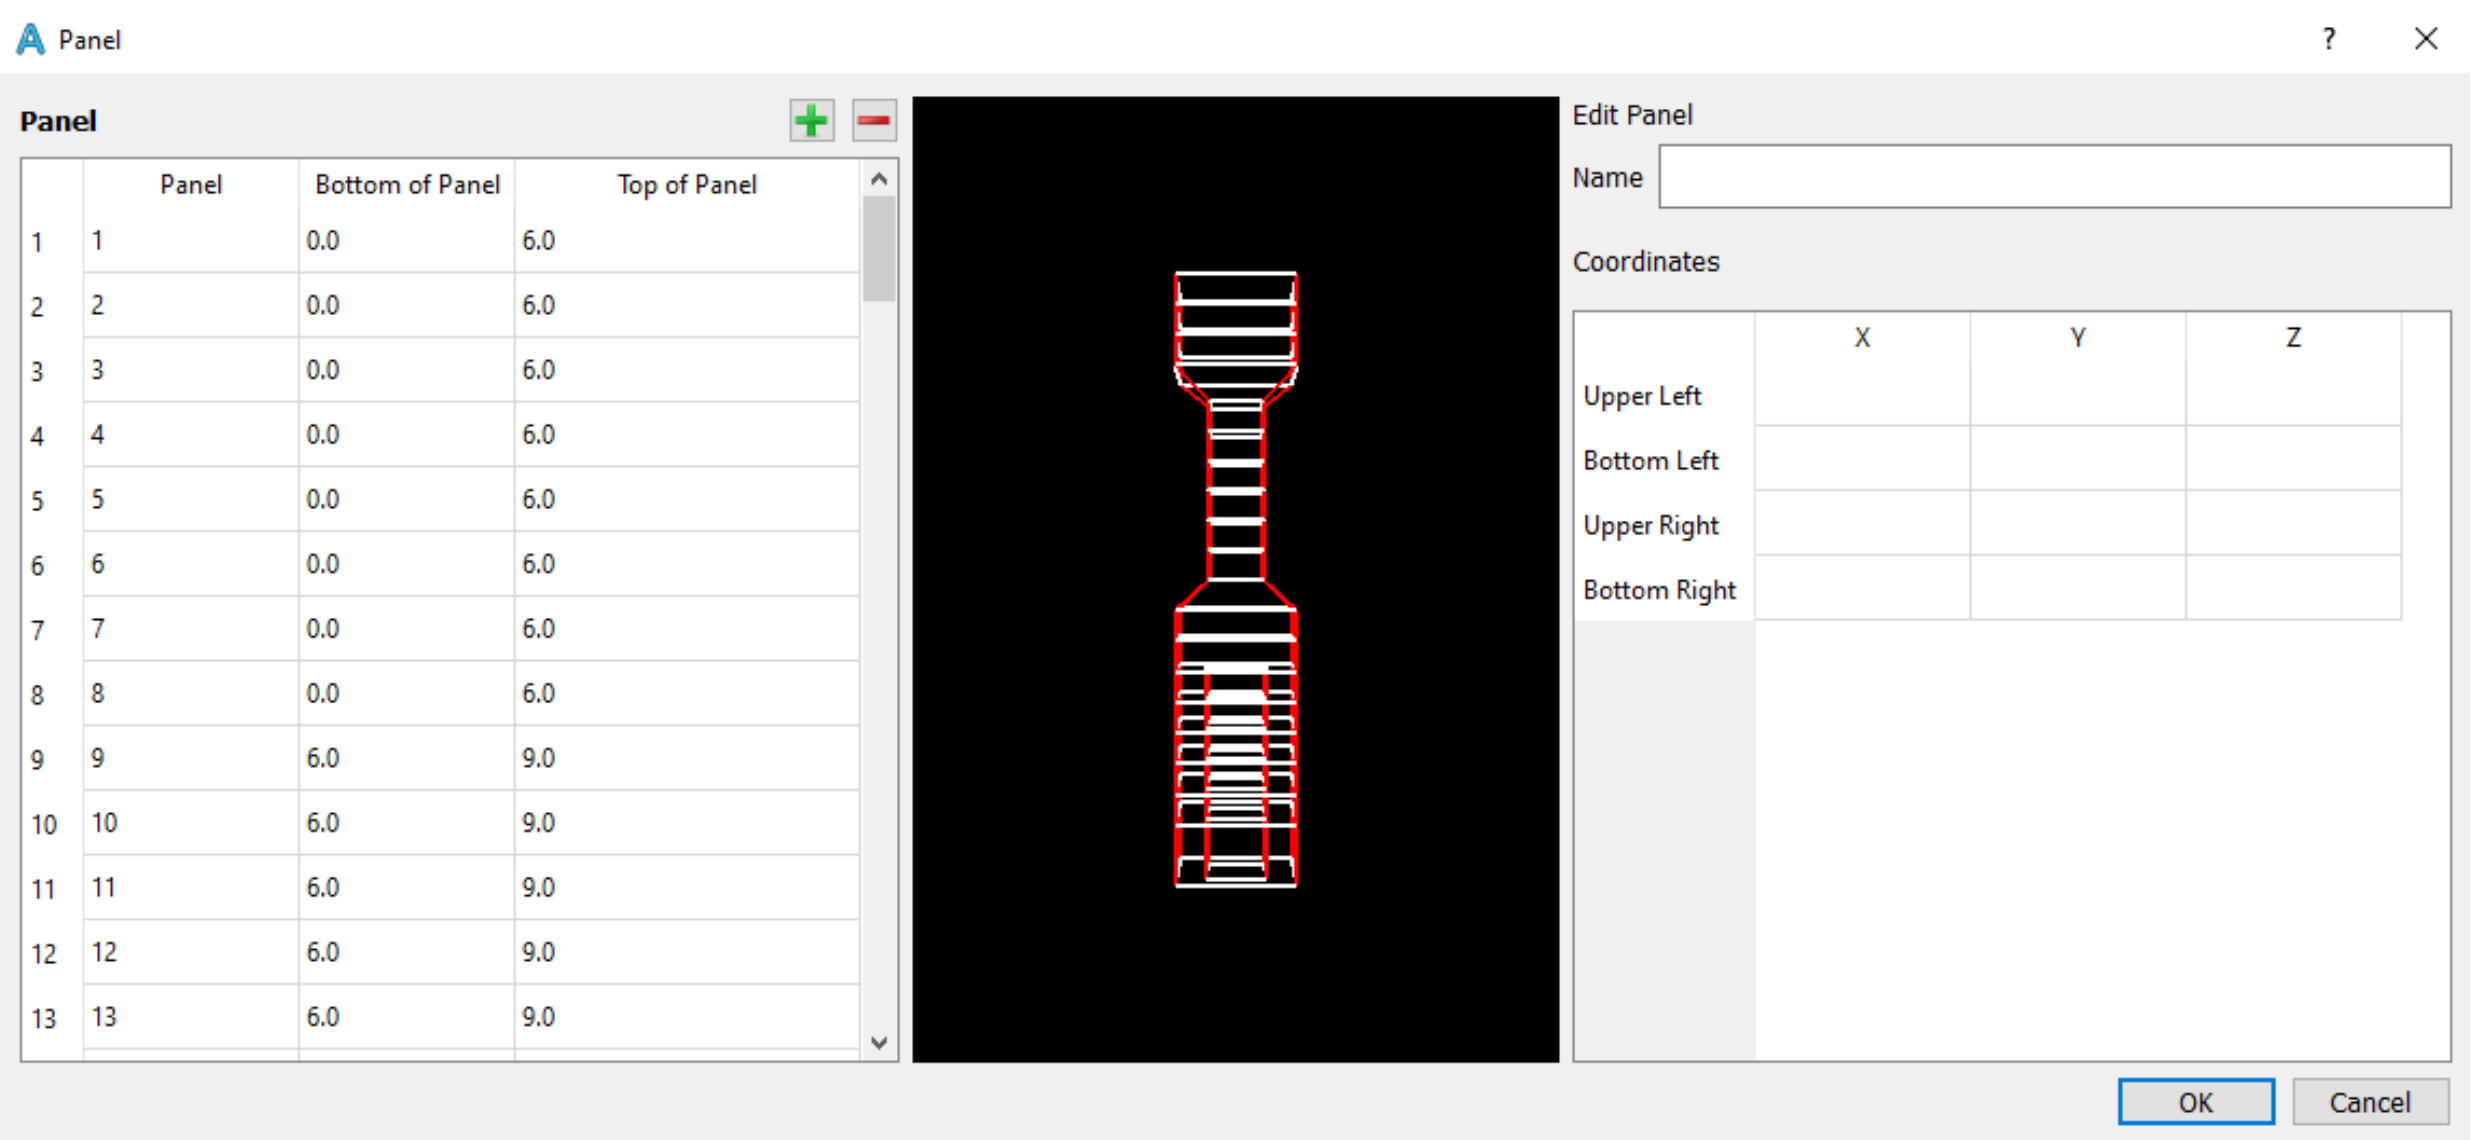 Panel
?
Panel
Panel Bottom of Panel Top of Panel
1 1 0.0 6.0
2 2 0.0 6.0
3 3 0.0 6.0
4 4 0.0 6.0
5 5 0.0 6.0
6 6 0.0 6.0
7 7 0.0 6.0
8 8 0.0 6.0
9 9 6.0 9.0
10 10 6.0 9.0
11 11 6.0 9.0
12 12 6.0 9.0
13 13 6.0 9.0
Edit Panel
Name
Coordinates
X Y Z
Upper Left
Bottom Left
Upper Right
Bottom Right
OK Cancel